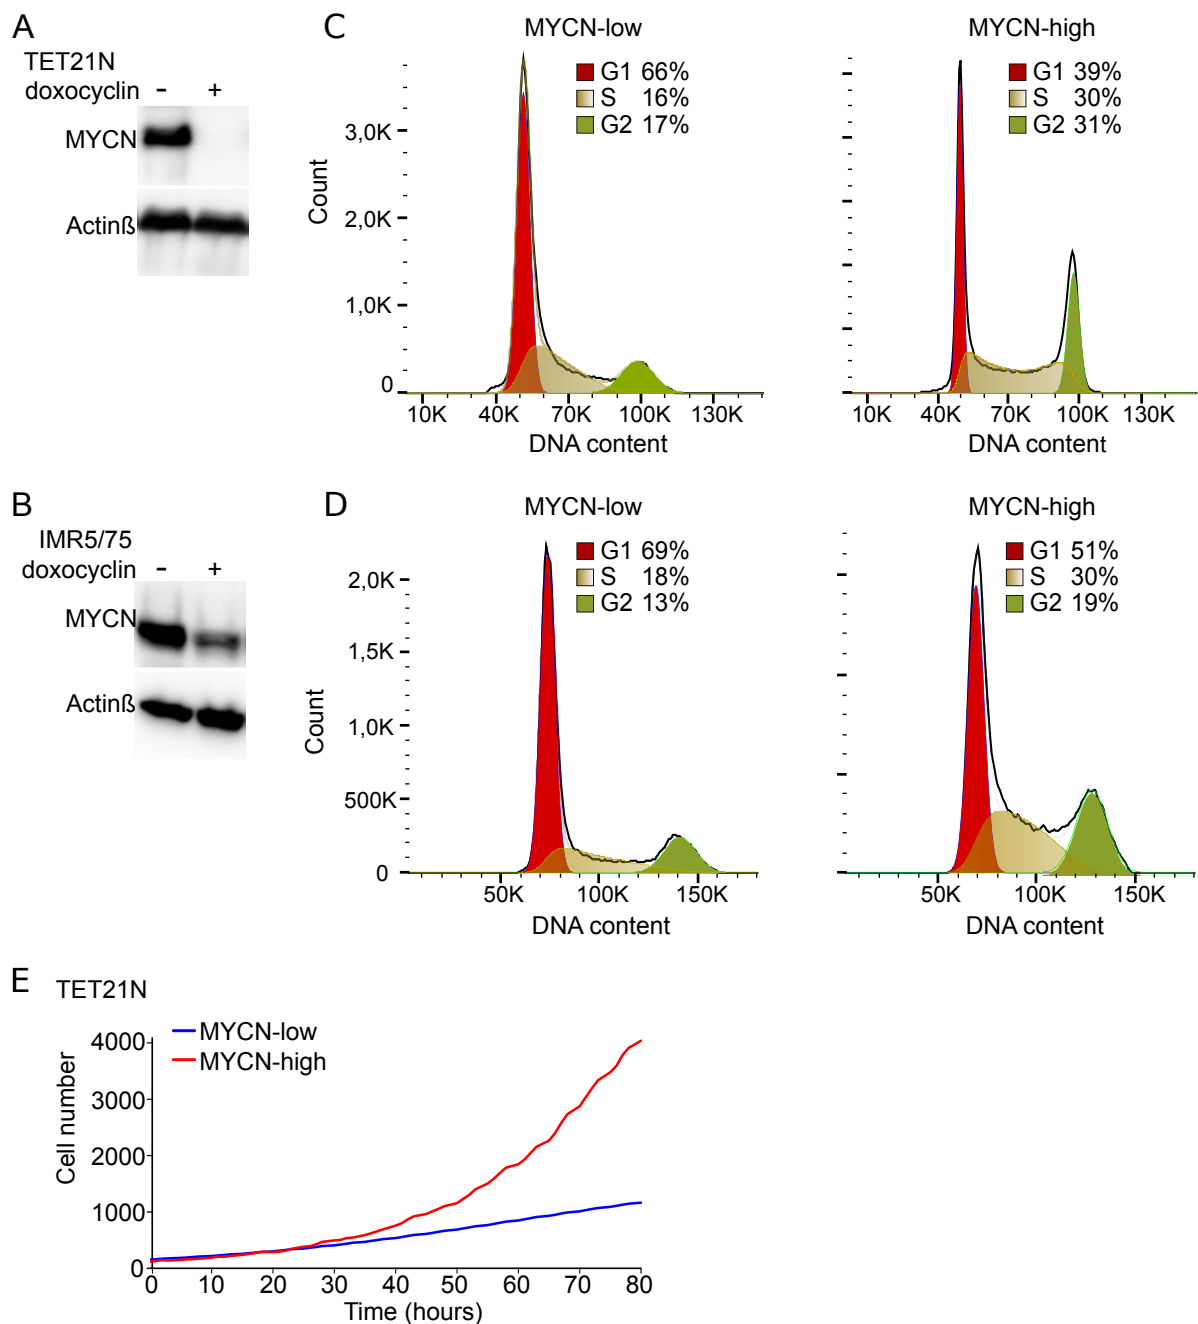 A
TET21N
doxocyclin - +
MYCN
Actinß
C
MYCN-low
G1 66%
S 16%
G2 17%
Count
3,0K
2,0K
1,0K
0
10K 40K 70K 100K 130K
DNA content
MYCN-high
G1 39%
S 30%
G2 31%
10K 40K 70K 100K 130K
DNA content
B
IMR5/75
doxocyclin - +
MYCN
Actinß
D
MYCN-low
G1 69%
S 18%
G2 13%
Count
2,0K
1,5K
1,0K
500K
0
50K 100K 150K
DNA content
MYCN-high
G1 51%
S 30%
G2 19%
50K 100K 150K
DNA content
E
TET21N
MYCN-low
MYCN-high
Cell number
4000
3000
2000
1000
0
0 10 20 30 40 50 60 70 80
Time (hours)